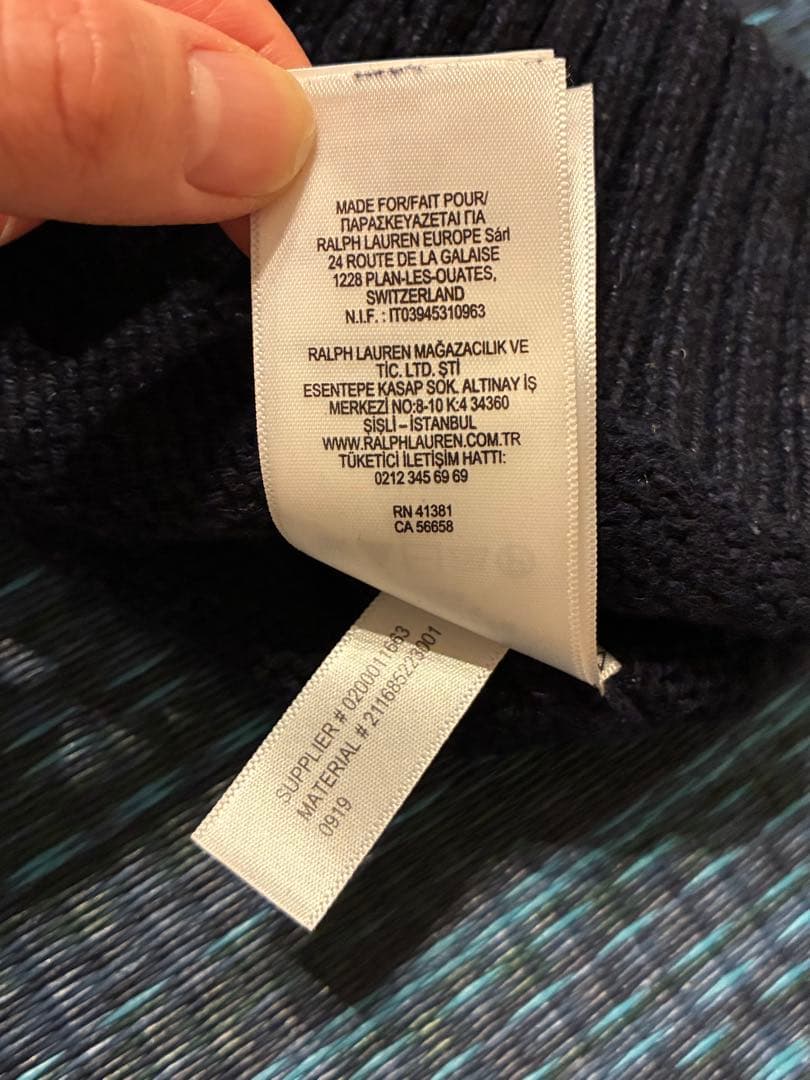 MADE FOR/FAIT POUR/
ΠΑΡΑΣΚΕΥΑΖΕΤΑΙ ΓΙΑ
RALPH LAUREN EUROPE Sárl
24 ROUTE DE LA GALAISE
1228 PLAN-LES-OUATES,
SWITZERLAND
N.I.F. : IT03945310963
RALPH LAUREN MAĞAZACILIK VE
TİC. LTD. ŞTİ
ESENTEPE KASAP SOK. ALTINAY İŞ
MERKEZİ NO:8-10 K:4 34360
ŞİŞLİ – İSTANBUL
WWW.RALPHLAUREN.COM.TR
TÜKETİCİ İLETİŞİM HATTI:
0212 345 69 69
RN 41381
CA 56658
SUPPLIER # 0200011663
MATERIAL # 211685223001
0919